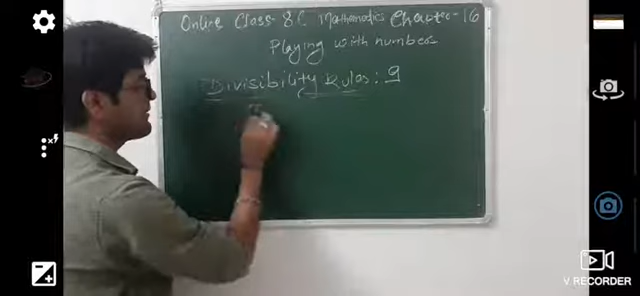 Online Class-8C Mathematics Chapter-16
Playing with numbers
Divisibility Rules: 9
V RECORDER